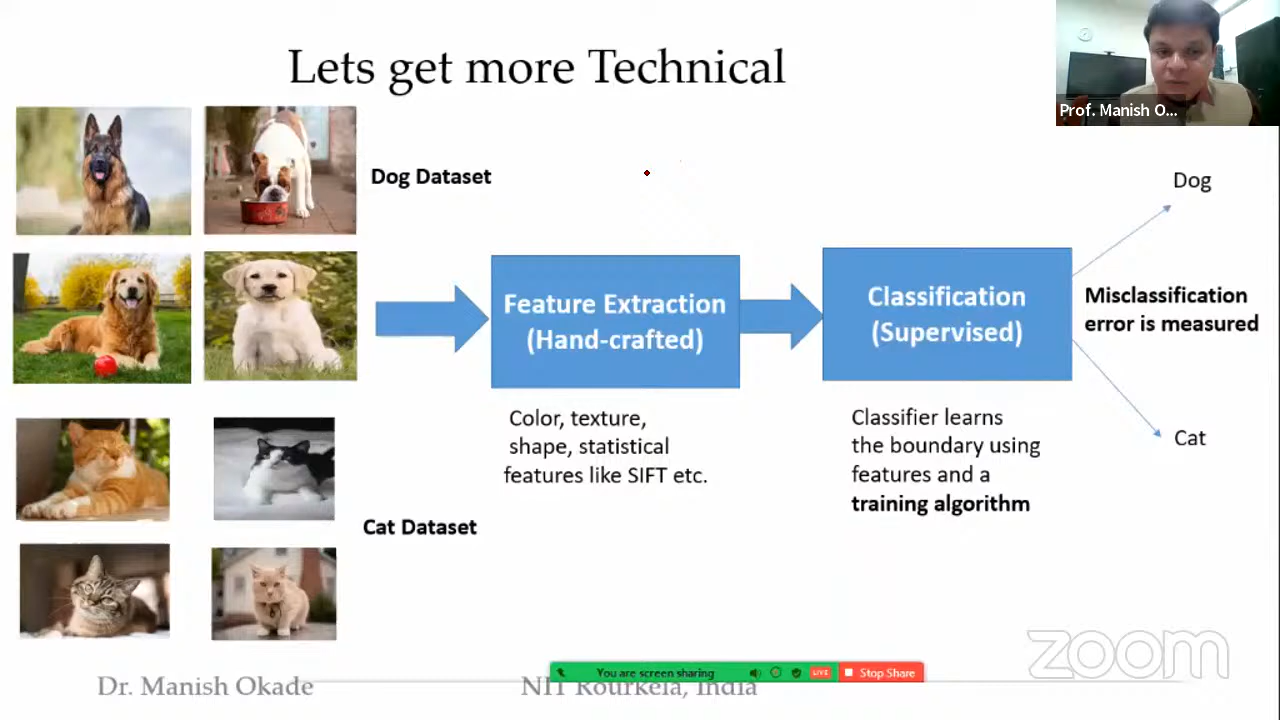 Lets get more Technical
Prof. Manish O...
Dog Dataset
Dog
Feature Extraction
(Hand-crafted)
Classification
(Supervised)
Misclassification
error is measured
Color, texture,
shape, statistical
features like SIFT etc.
Classifier learns
the boundary using
features and a
training algorithm
Cat
Cat Dataset
zoom
You are screen sharing
LIVE
Stop Share
Dr. Manish Okade
NIT Rourkela, India